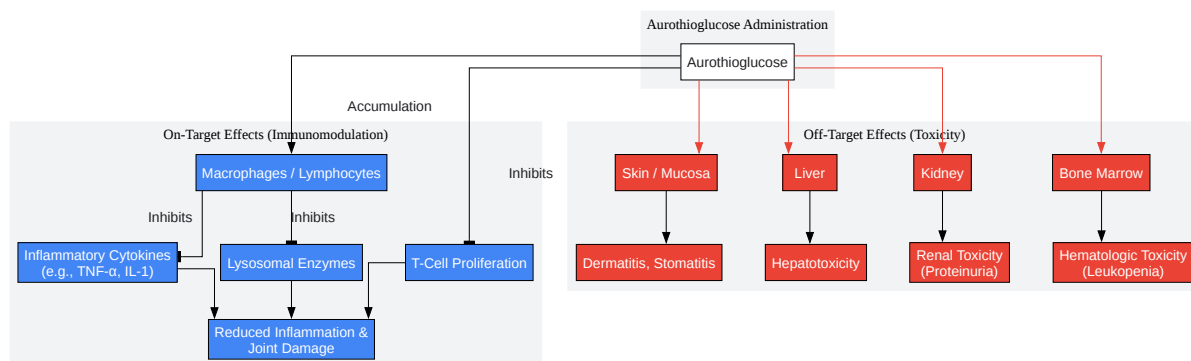 Aurothioglucose Administration
Aurothioglucose
Accumulation
On-Target Effects (Immunomodulation)
Off-Target Effects (Toxicity)
Macrophages / Lymphocytes
Inhibits
Skin / Mucosa
Liver
Kidney
Bone Marrow
Inhibits
Inhibits
Inflammatory Cytokines
(e.g., TNF-α, IL-1)
Lysosomal Enzymes
T-Cell Proliferation
Dermatitis, Stomatitis
Hepatotoxicity
Renal Toxicity
(Proteinuria)
Hematologic Toxicity
(Leukopenia)
Reduced Inflammation &
Joint Damage